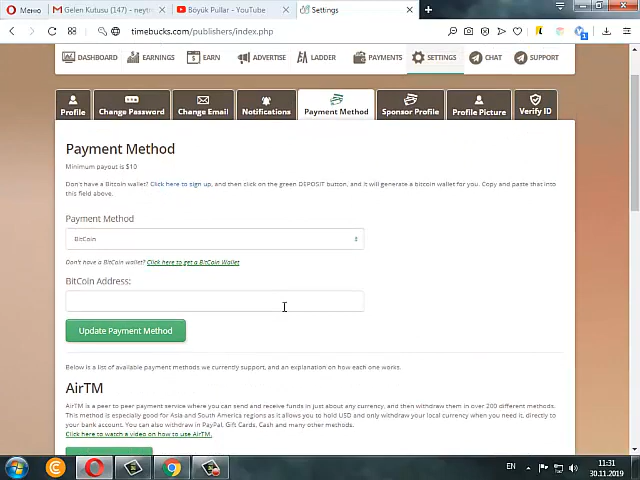 Меню
Gelen Kutusu (147) - neytn
Böyük Pullar - YouTube
Settings
timebucks.com/publishers/index.php
DASHBOARD
EARNINGS
EARN
ADVERTISE
LADDER
PAYMENTS
SETTINGS
CHAT
SUPPORT
Profile
Change Password
Change Email
Notifications
Payment Method
Sponsor Profile
Profile Picture
Verify ID
Payment Method
Minimum payout is $10
Don't have a Bitcoin wallet? Click here to sign up, and then click on the green DEPOSIT button, and it will generate a bitcoin wallet for you. Copy and paste that into
this field above.
Payment Method
BitCoin
Don't have a BitCoin wallet? Click here to get a BitCoin Wallet
BitCoin Address:
Update Payment Method
Below is a list of available payment methods we currently support, and an explanation on how each one works.
AirTM
AirTM is a peer to peer payment service where you can send and receive funds in just about any currency, and then withdraw them in over 200 different methods.
This method is especially good for Asia and South America regions as it allows you to hold USD and only withdraw your local currency when you need it, directly to
your bank account. You can also withdraw in PayPal, Gift Cards, Cash and many other methods.
Click here to watch a video on how to use AirTM.
EN
11:31
30.11.2019